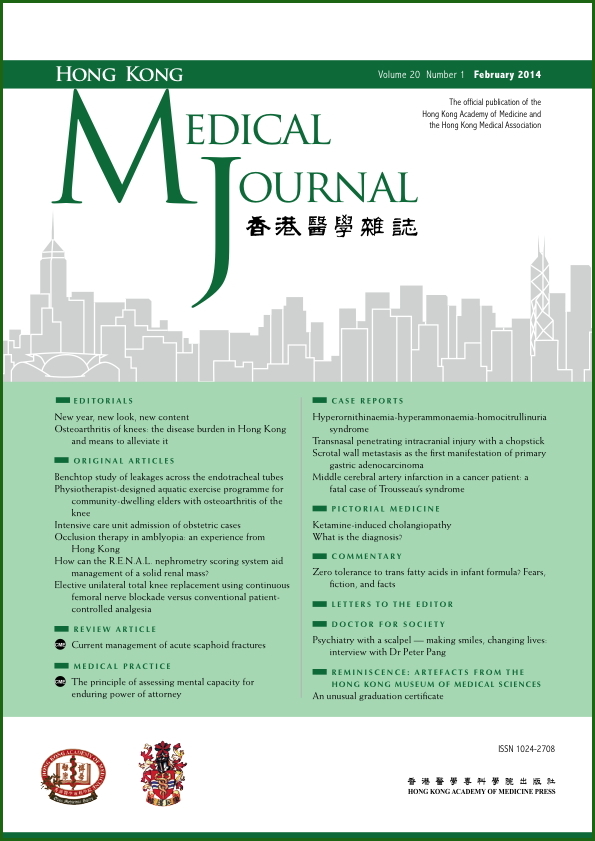 HONG KONG
Volume 20 Number 1 February 2014
MEDICAL
JOURNAL
香港醫學雜誌
The official publication of the
Hong Kong Academy of Medicine and
the Hong Kong Medical Association
EDITORIALS
New year, new look, new content
Osteoarthritis of knees: the disease burden in Hong Kong
and means to alleviate it
ORIGINAL ARTICLES
Benchtop study of leakages across the endotracheal tubes
Physiotherapist-designed aquatic exercise programme for
community-dwelling elders with osteoarthritis of the
knee
Intensive care unit admission of obstetric cases
Occlusion therapy in amblyopia: an experience from
Hong Kong
How can the R.E.N.A.L. nephrometry scoring system aid
management of a solid renal mass?
Elective unilateral total knee replacement using continuous
femoral nerve blockade versus conventional patient-
controlled analgesia
REVIEW ARTICLE
CME Current management of acute scaphoid fractures
MEDICAL PRACTICE
CME The principle of assessing mental capacity for
enduring power of attorney
CASE REPORTS
Hyperornithinaemia-hyperammonaemia-homocitrullinuria
syndrome
Transnasal penetrating intracranial injury with a chopstick
Scrotal wall metastasis as the first manifestation of primary
gastric adenocarcinoma
Middle cerebral artery infarction in a cancer patient: a
fatal case of Trousseau's syndrome
PICTORIAL MEDICINE
Ketamine-induced cholangiopathy
What is the diagnosis?
COMMENTARY
Zero tolerance to trans fatty acids in infant formula? Fears,
fiction, and facts
LETTERS TO THE EDITOR
DOCTOR FOR SOCIETY
Psychiatry with a scalpel — making smiles, changing lives:
interview with Dr Peter Pang
REMINISCENCE: ARTEFACTS FROM THE
HONG KONG MUSEUM OF MEDICAL SCIENCES
An unusual graduation certificate
ISSN 1024-2708
香港醫學專科學院出版社
HONG KONG ACADEMY OF MEDICINE PRESS
HONG KONG ACADEMY OF MEDICINE